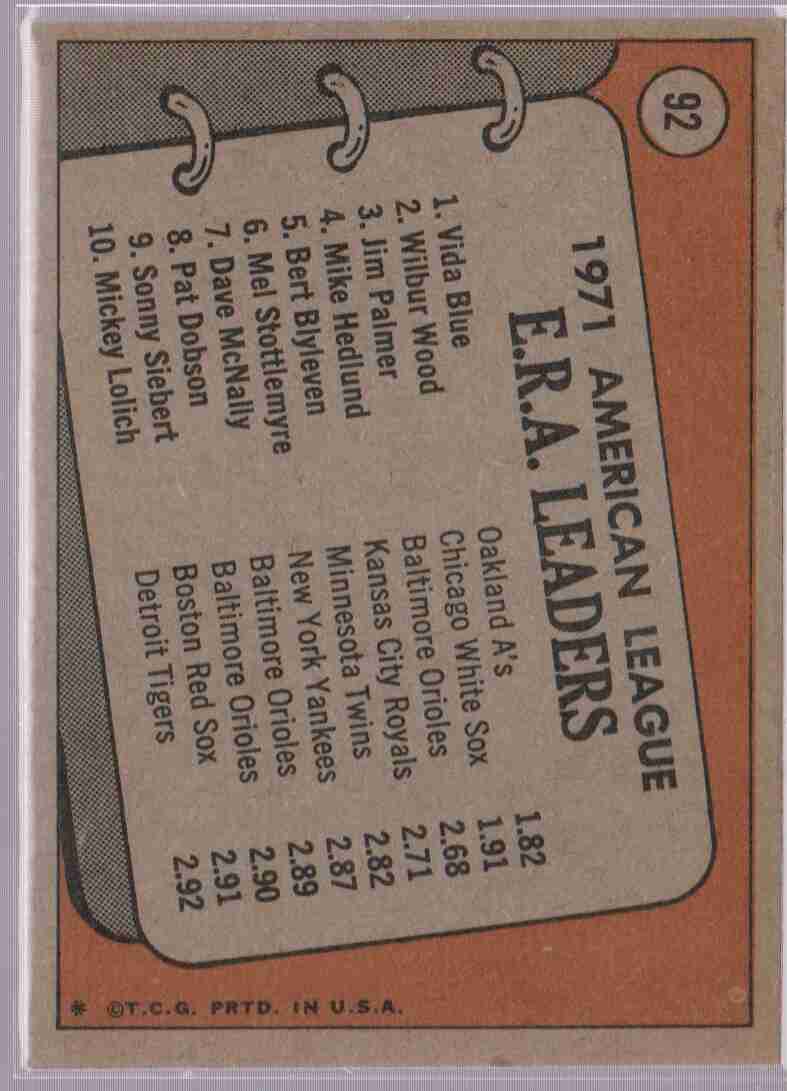 92
1971 AMERICAN LEAGUE
E.R.A. LEADERS
1. Vida Blue Oakland A's 1.82
2. Wilbur Wood Chicago White Sox 1.91
3. Jim Palmer Baltimore Orioles 2.68
4. Mike Hedlund Kansas City Royals 2.71
5. Bert Blyleven Minnesota Twins 2.82
6. Mel Stottlemyre New York Yankees 2.87
7. Dave McNally Baltimore Orioles 2.89
8. Pat Dobson Baltimore Orioles 2.90
9. Sonny Siebert Boston Red Sox 2.91
10. Mickey Lolich Detroit Tigers 2.92
* ©T.C.G. PRTD. IN U.S.A.